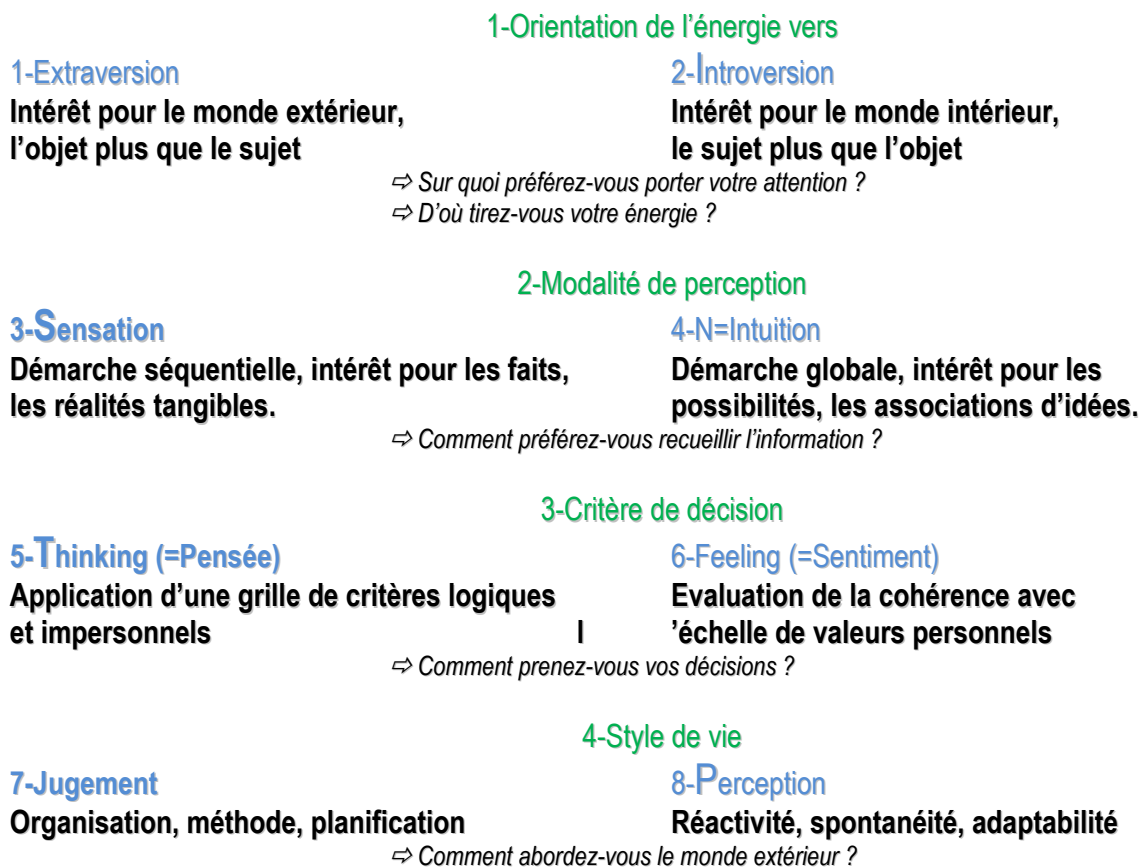 1-Orientation de l’énergie vers
1-Extraversion 2-Introversion
Intérêt pour le monde extérieur, Intérêt pour le monde intérieur,
l’objet plus que le sujet le sujet plus que l’objet
⇨ Sur quoi préférez-vous porter votre attention ?
⇨ D’où tirez-vous votre énergie ?
2-Modalité de perception
3-Sensation 4-N=Intuition
Démarche séquentielle, intérêt pour les faits, Démarche globale, intérêt pour les
les réalités tangibles. possibilités, les associations d’idées.
⇨ Comment préférez-vous recueillir l’information ?
3-Critère de décision
5-Thinking (=Pensée) 6-Feeling (=Sentiment)
Application d’une grille de critères logiques Evaluation de la cohérence avec
et impersonnels l ’échelle de valeurs personnels
⇨ Comment prenez-vous vos décisions ?
4-Style de vie
7-Jugement 8-Perception
Organisation, méthode, planification Réactivité, spontanéité, adaptabilité
⇨ Comment abordez-vous le monde extérieur ?